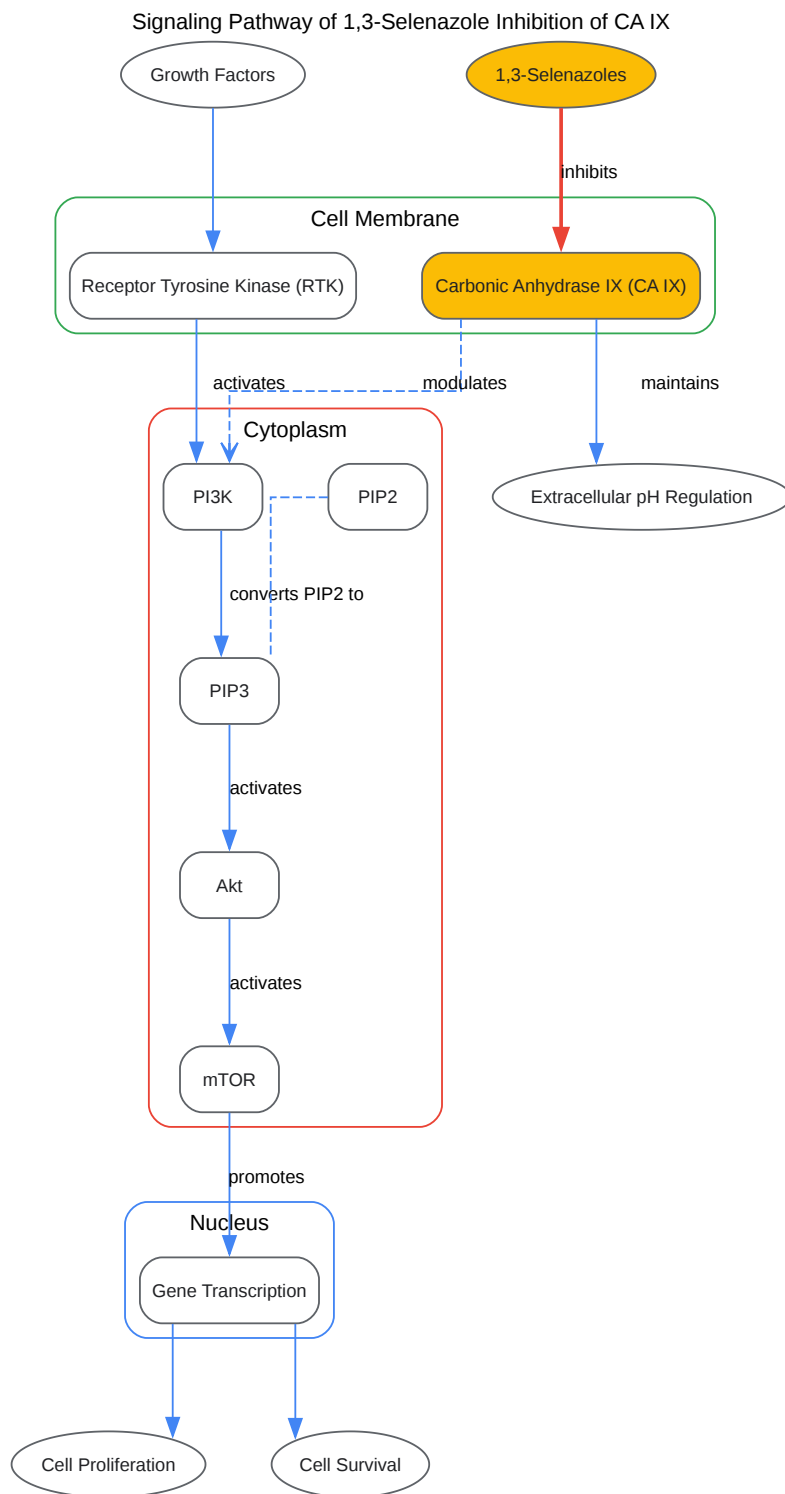 Signaling Pathway of 1,3-Selenazole Inhibition of CA IX
Growth Factors
1,3-Selenazoles
inhibits
Cell Membrane
Receptor Tyrosine Kinase (RTK)
Carbonic Anhydrase IX (CA IX)
activates
modulates
maintains
Cytoplasm
PI3K
PIP2
Extracellular pH Regulation
converts PIP2 to
PIP3
activates
Akt
activates
mTOR
promotes
Nucleus
Gene Transcription
Cell Proliferation
Cell Survival